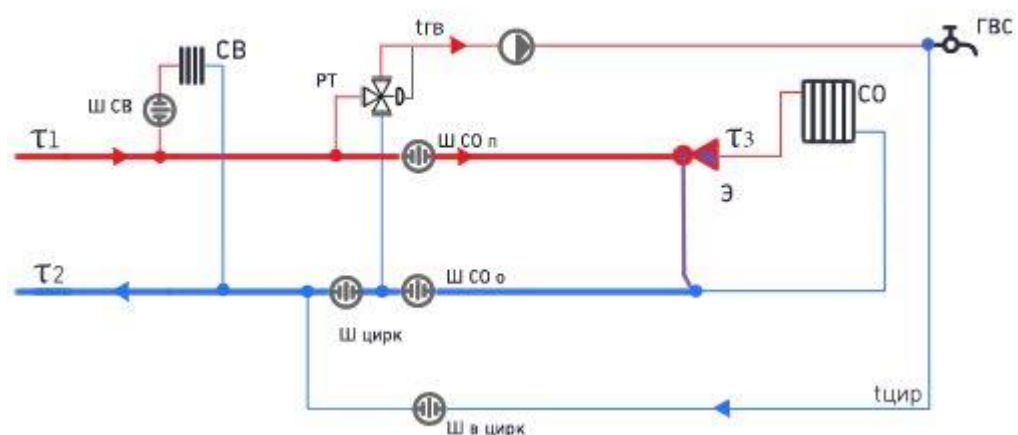 tгв
ГВС
СВ
РТ
Ш СВ
СО
τ1
Ш СО п
τ3
Э
τ2
Ш СО о
Ш цирк
tцир
Ш в цирк